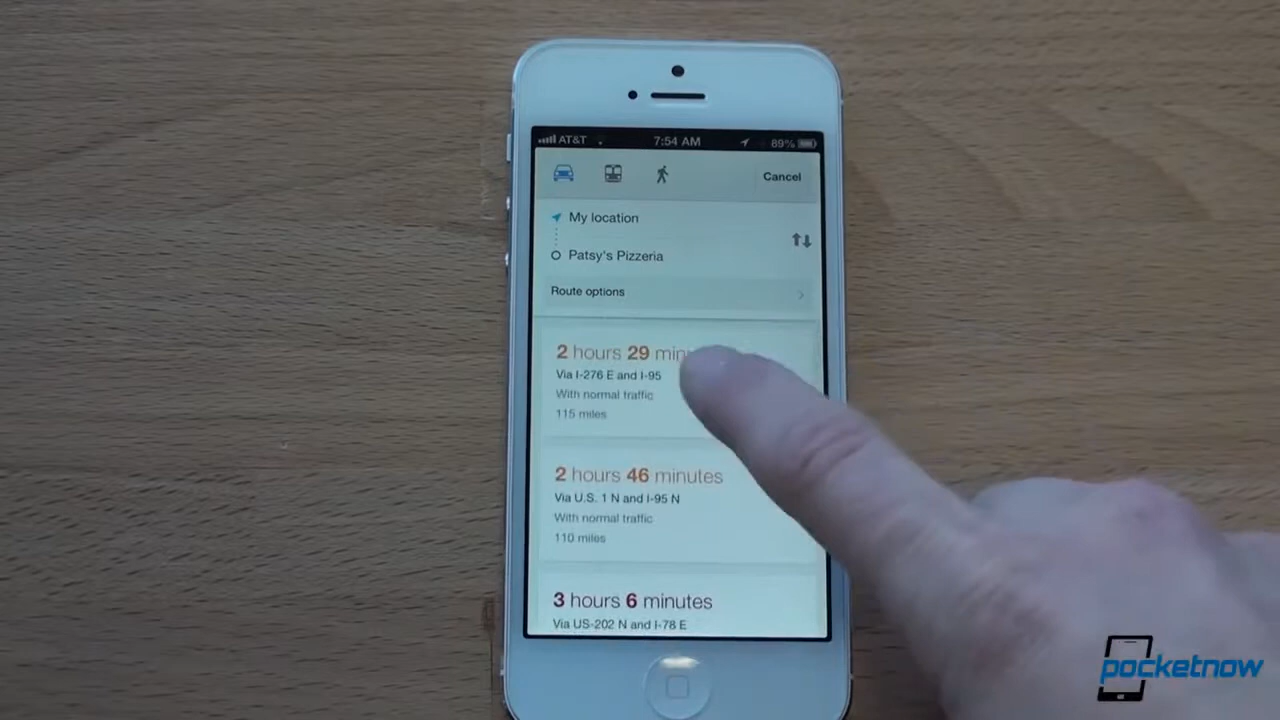 AT&T 7:54 AM 89%
Cancel
My location
Patsy's Pizzeria
Route options
2 hours 29
Via I-276 E and I-95
With normal traffic
115 miles
2 hours 46 minutes
Via U.S. 1 N and I-95 N
With normal traffic
110 miles
3 hours 6 minutes
Via US-202 N and I-78 E
pocketnow